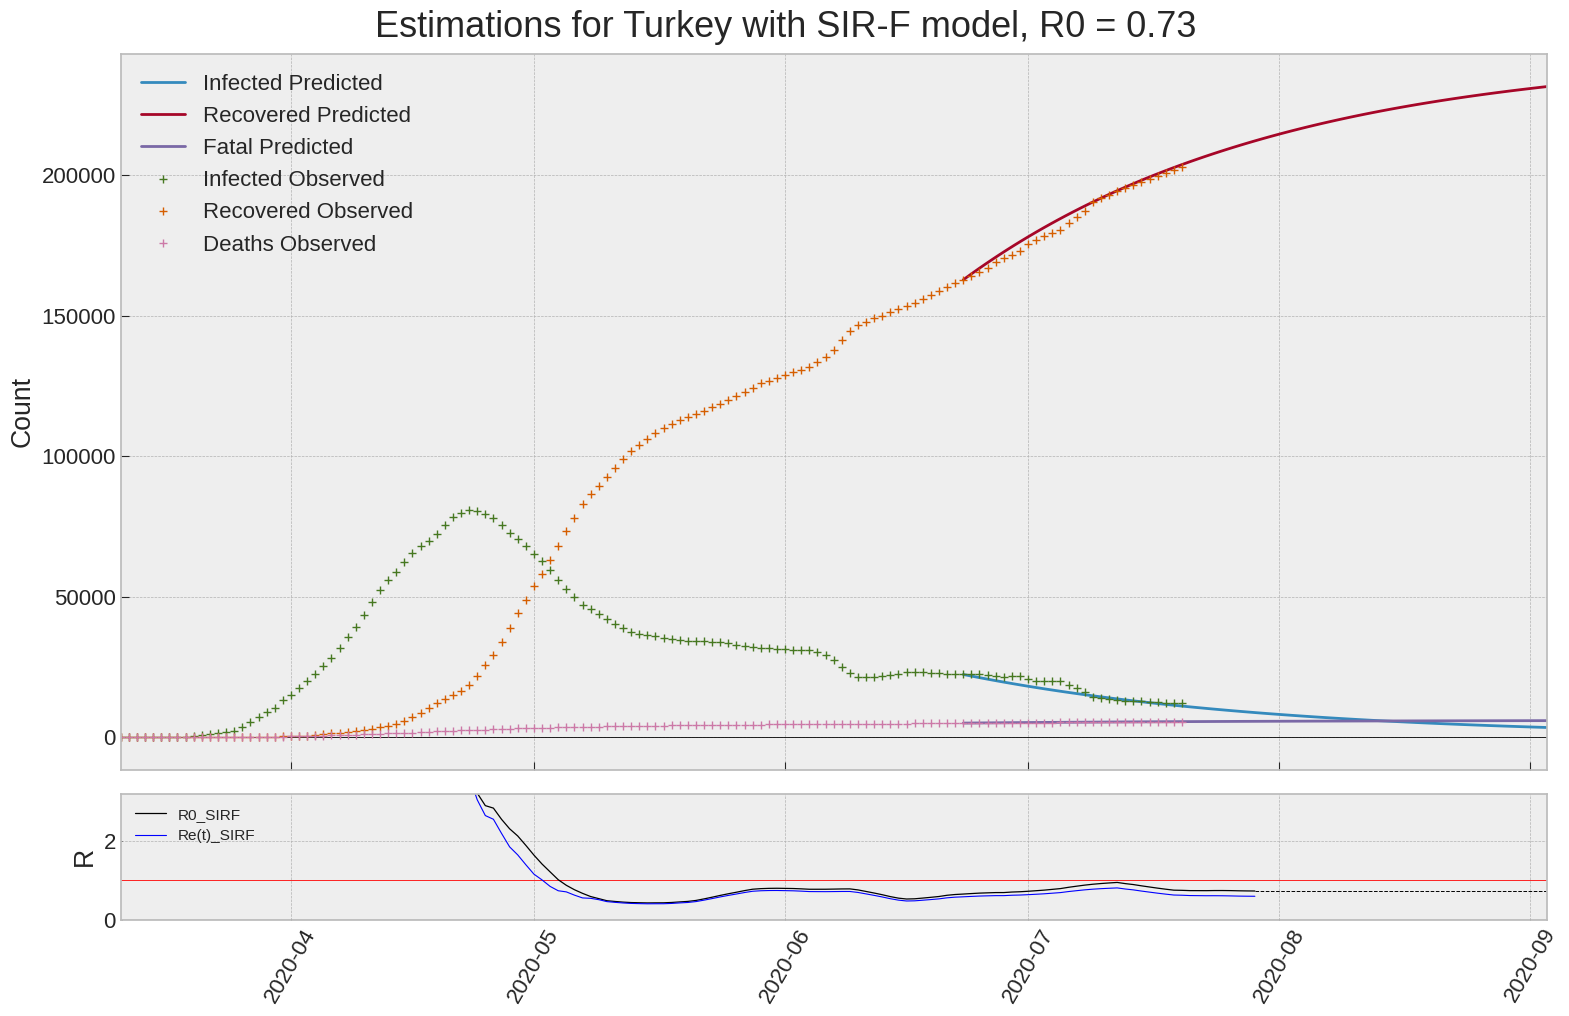 Estimations for Turkey with SIR-F model, R0 = 0.73
Infected Predicted
Recovered Predicted
Fatal Predicted
Infected Observed
Recovered Observed
Deaths Observed
200000
150000
100000
50000
0
Count
R0_SIRF
Re(t)_SIRF
2
0
R
2020-04
2020-05
2020-06
2020-07
2020-08
2020-09